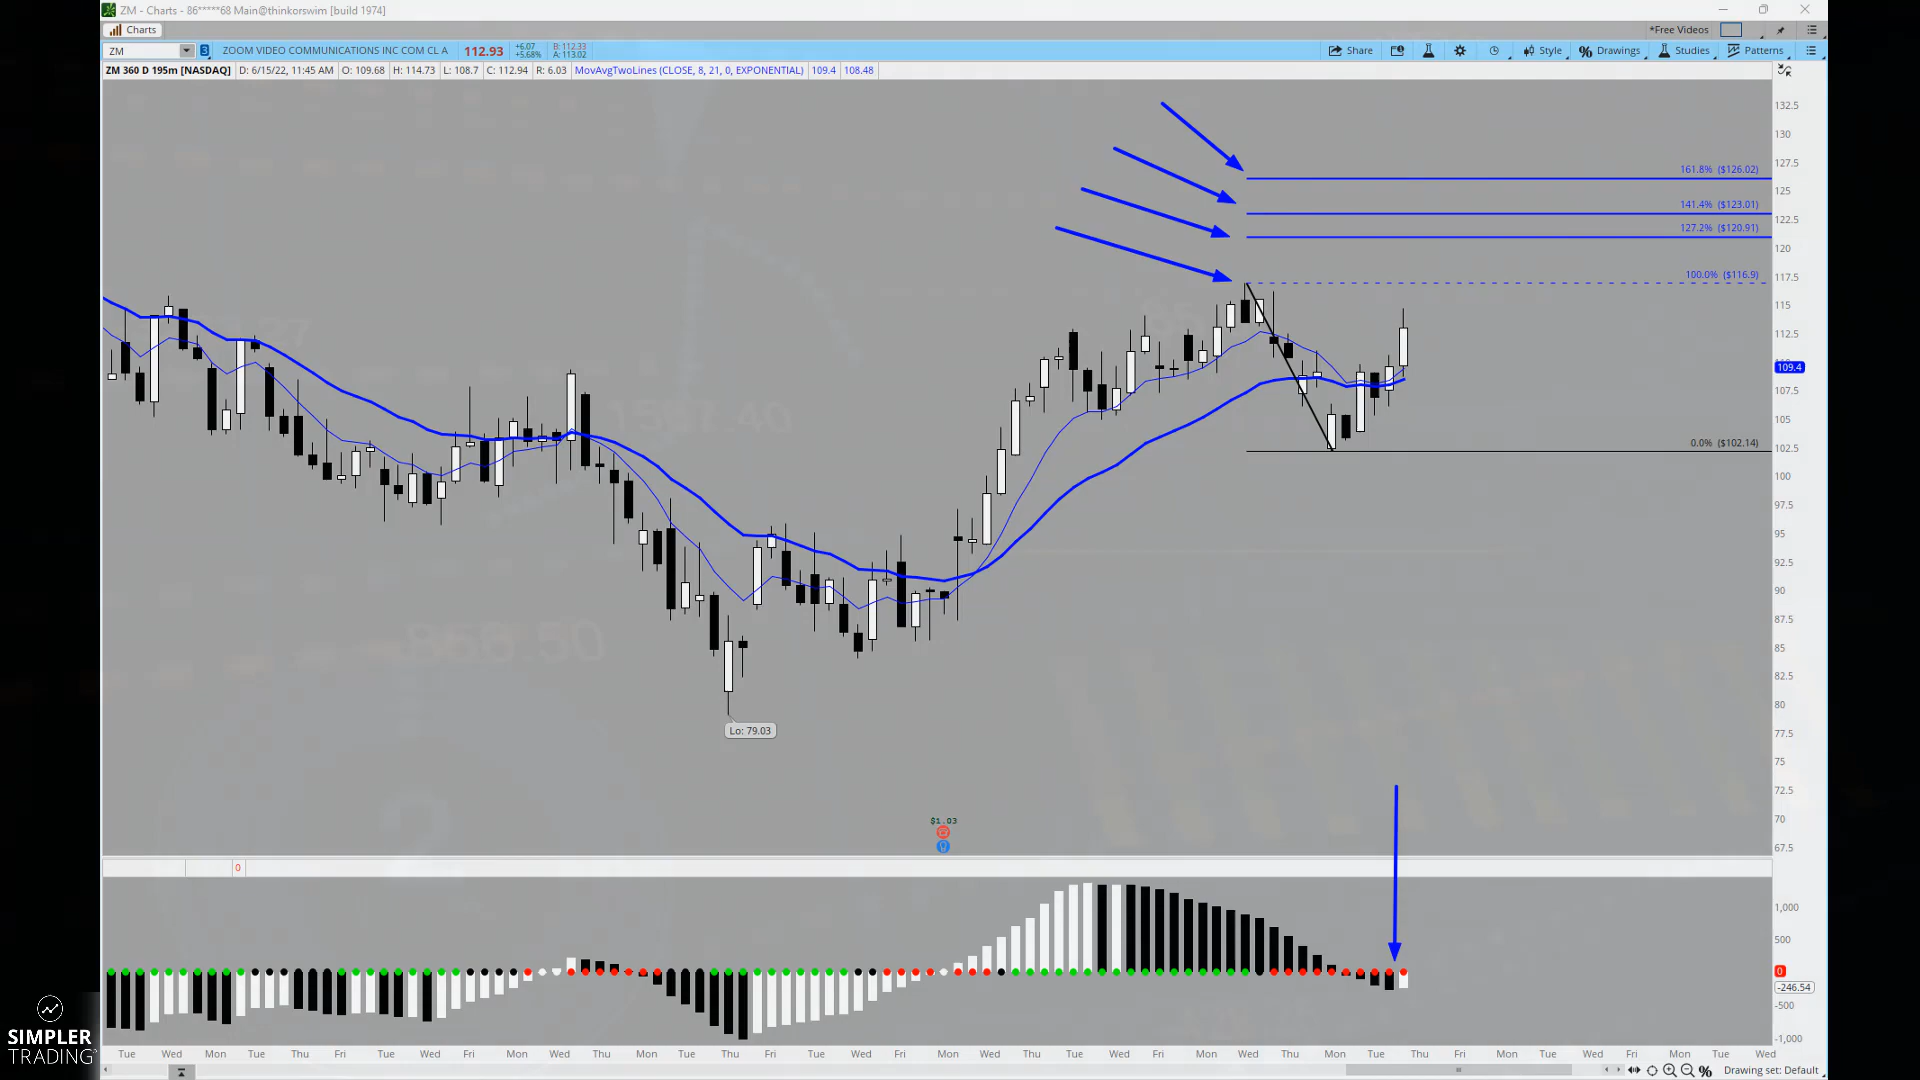 ZM - Charts - 86*****68 Main@thinkorswim [build 1974]
Charts
*Free Videos
ZM
3
ZOOM VIDEO COMMUNICATIONS INC COM CL A
112.93
+6.07
+5.68%
B: 112.33
A: 113.02
Share
Style
% Drawings
Studies
Patterns
ZM 360 D 195m [NASDAQ] D: 6/15/22, 11:45 AM O: 109.68 H: 114.73 L: 108.7 C: 112.94 R: 6.03 MovAvgTwoLines (CLOSE, 8, 21, 0, EXPONENTIAL) 109.4 108.48
132.5
130
127.5
161.8% ($126.02)
125
141.4% ($123.01)
122.5
127.2% ($120.91)
120
100.0% ($116.9)
117.5
115
112.5
109.4
107.5
105
0.0% ($102.14)
102.5
100
97.5
95
92.5
90
87.5
85
82.5
80
77.5
75
72.5
70
67.5
1537.40
858.50
Lo: 79.03
$1.03
0
1,000
500
0
-246.54
-500
-1,000
Tue Wed Mon Tue Thu Fri Tue Wed Fri Mon Wed Thu Mon Tue Thu Fri Tue Wed Fri Mon Wed Thu Tue Wed Fri Mon Wed Thu Mon Tue Thu Fri Mon Tue Wed Fri Mon Tue Wed
Drawing set: Default
SIMPLER
TRADING